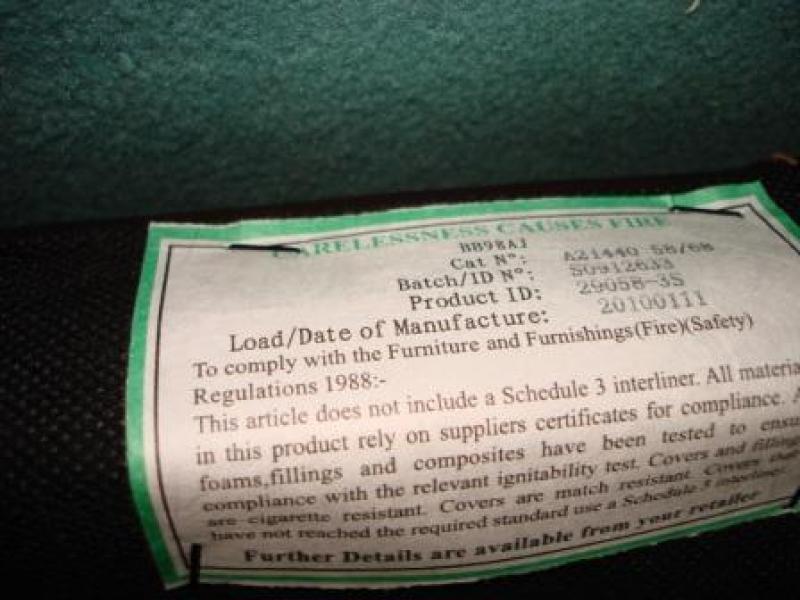 CARELESSNESS CAUSES FIRE
BB98AJ
Cat Nº: A21440 58/68
Batch/ID Nº: S0912633
Product ID: 29058-3S
Load/Date of Manufacture: 20100111
To comply with the Furniture and Furnishings(Fire)(Safety)
Regulations 1988:-
This article does not include a Schedule 3 interliner. All materia
in this product rely on suppliers certificates for compliance. A
foams,fillings and composites have been tested to ensu
compliance with the relevant ignitability test. Covers and filling
are cigarette resistant. Covers are match resistant. Covers that
have not reached the required standard use a Schedule 3 interliner
Further Details are available from your retailer